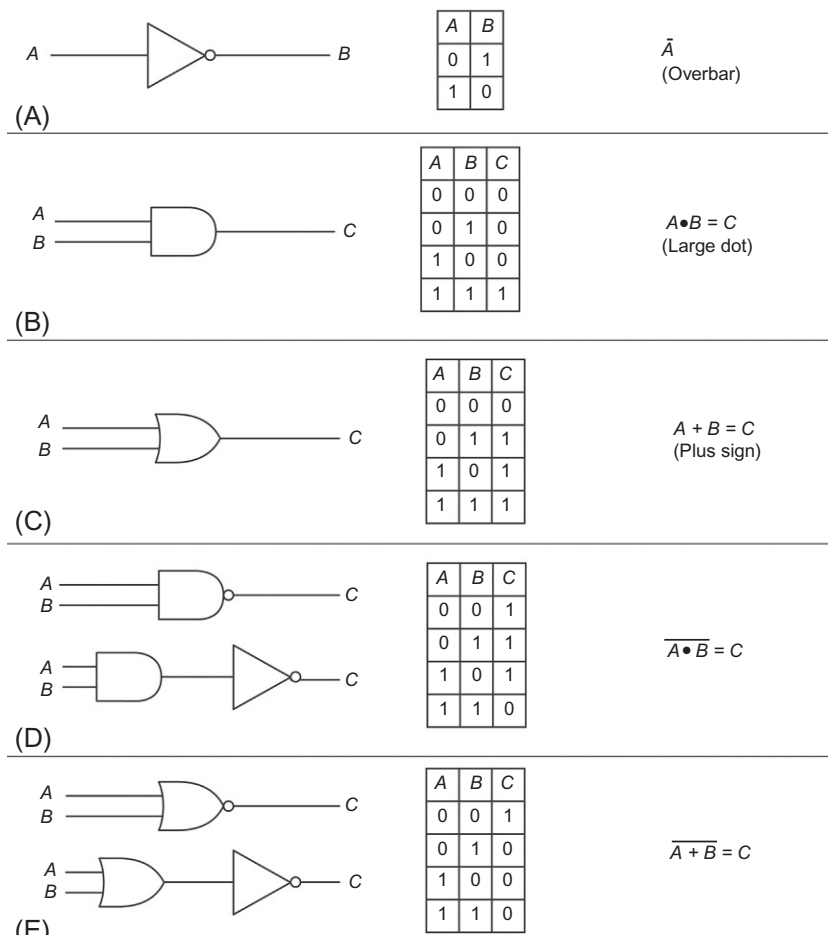 A B
A B
0 1
1 0
Ā
(Overbar)
(A)
A
B
C
A B C
0 0 0
0 1 0
1 0 0
1 1 1
A●B = C
(Large dot)
(B)
A
B
C
A B C
0 0 0
0 1 1
1 0 1
1 1 1
A + B = C
(Plus sign)
(C)
A
B
C
A
B
C
A B C
0 0 1
0 1 1
1 0 1
1 1 0
A̅ ̅●̅ ̅B̅ = C
(D)
A
B
C
A
B
C
A B C
0 0 1
0 1 0
1 0 0
1 1 0
A̅ ̅+̅ ̅B̅ = C
(E)